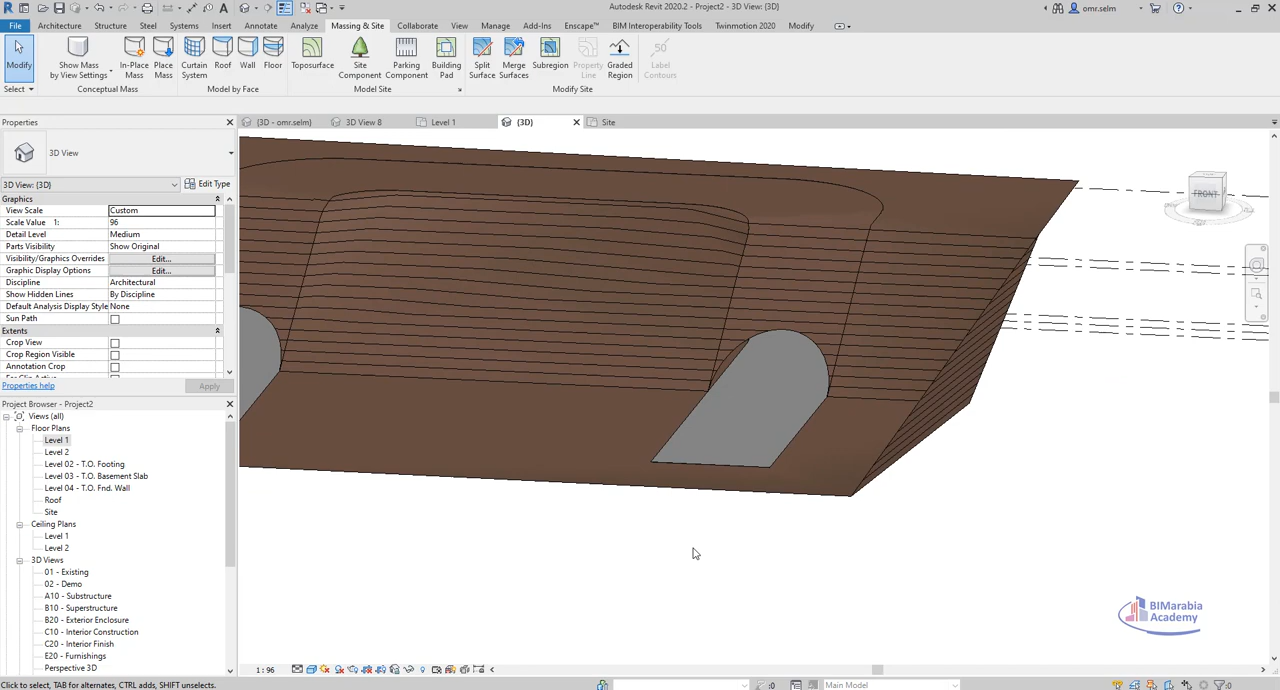 Autodesk Revit 2020.2 - Project2 - 3D View: {3D}
omr.selm
File Architecture Structure Steel Systems Insert Annotate Analyze Massing & Site Collaborate View Manage Add-Ins Enscape™ BIM Interoperability Tools Twinmotion 2020 Modify
Modify
Show Mass by View Settings
In-Place Mass
Place Mass
Curtain System
Roof
Wall
Floor
Toposurface
Site Component
Parking Component
Building Pad
Split Surface
Merge Surfaces
Subregion
Property Line
Graded Region
Label Contours
50
Select
Conceptual Mass
Model by Face
Model Site
Modify Site
Properties
{3D - omr.selm}
3D View 8
Level 1
{3D}
Site
3D View
3D View: {3D}
Edit Type
Graphics
View Scale Custom
Scale Value 1: 96
Detail Level Medium
Parts Visibility Show Original
Visibility/Graphics Overrides Edit...
Graphic Display Options Edit...
Discipline Architectural
Show Hidden Lines By Discipline
Default Analysis Display Style None
Sun Path
Extents
Crop View
Crop Region Visible
Annotation Crop
Properties help
Apply
Project Browser - Project2
Views (all)
Floor Plans
Level 1
Level 2
Level 02 - T.O. Footing
Level 03 - T.O. Basement Slab
Level 04 - T.O. Fnd. Wall
Roof
Site
Ceiling Plans
Level 1
Level 2
3D Views
01 - Existing
02 - Demo
A10 - Substructure
B10 - Superstructure
B20 - Exterior Enclosure
C10 - Interior Construction
C20 - Interior Finish
E20 - Furnishings
Perspective 3D
FRONT
BIMarabia
Academy
1 : 96
Click to select, TAB for alternates, CTRL adds, SHIFT unselects.
:0
Main Model
:0